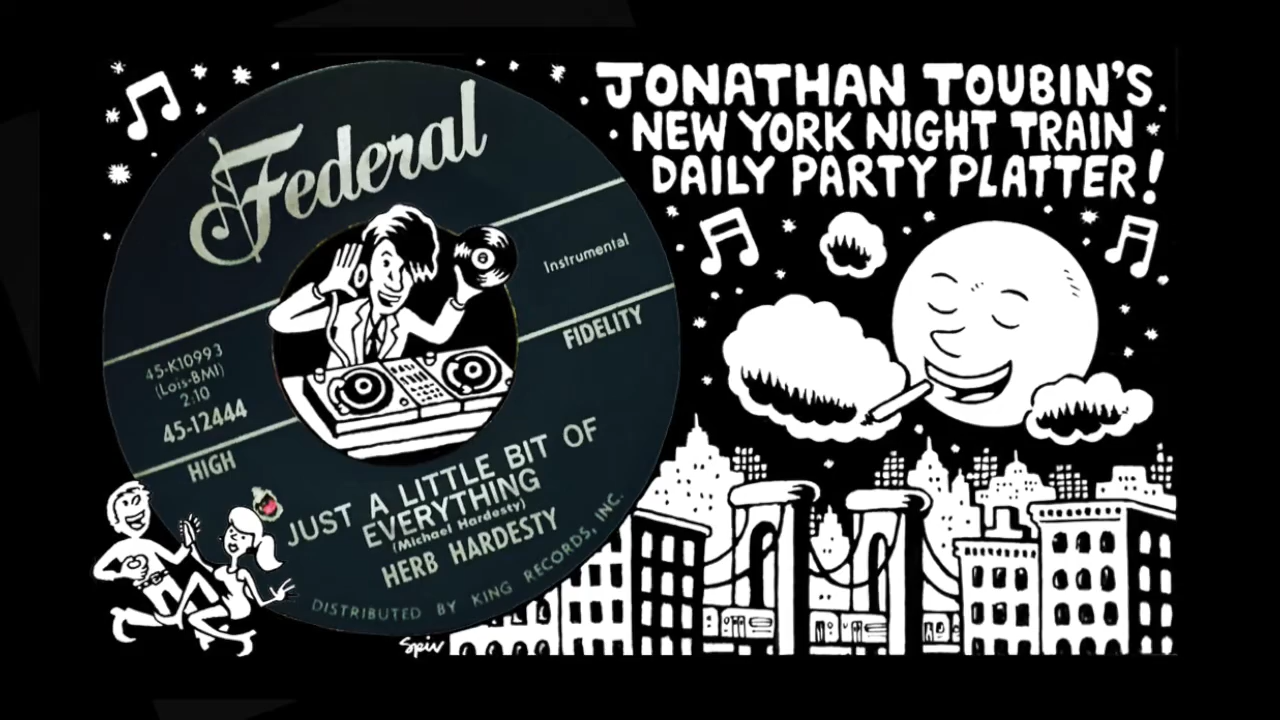 Federal
Instrumental
45-K10993
(Lois-BMI)
2:10
45-12444
HIGH
FIDELITY
JUST A LITTLE BIT OF
EVERYTHING
(Michael Hardesty)
HERB HARDESTY
DISTRIBUTED BY KING RECORDS, INC.
JONATHAN TOUBIN'S
NEW YORK NIGHT TRAIN
DAILY PARTY PLATTER!
Spiv